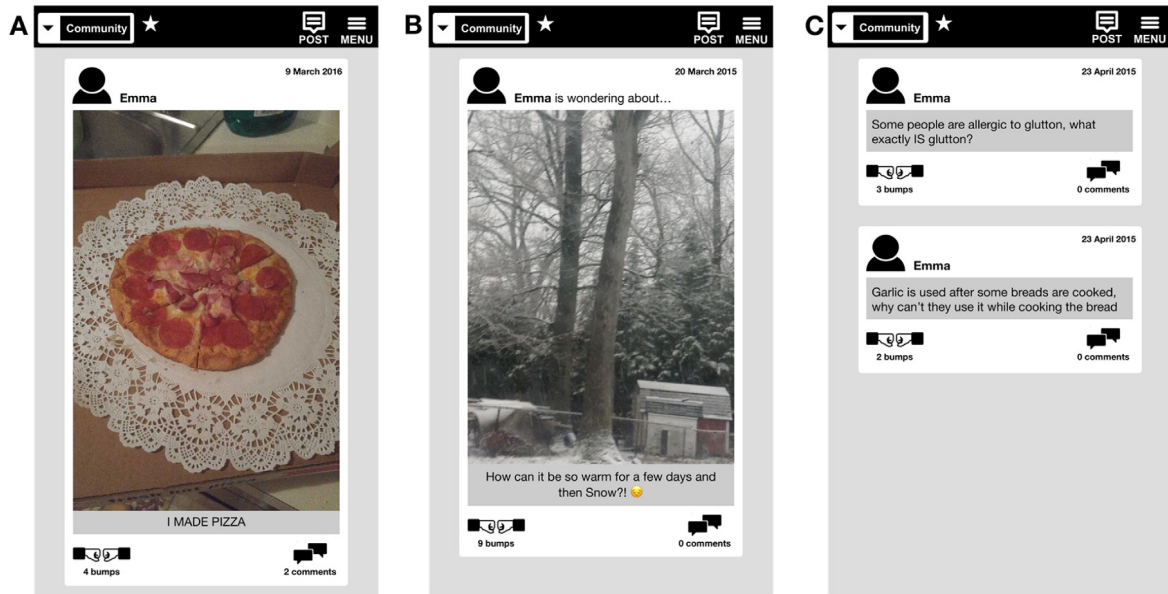 A
Community
POST
MENU
9 March 2016
Emma
I MADE PIZZA
4 bumps
2 comments
B
Community
POST
MENU
20 March 2015
Emma is wondering about...
How can it be so warm for a few days and
then Snow?! 😔
9 bumps
0 comments
C
Community
POST
MENU
23 April 2015
Emma
Some people are allergic to glutton, what
exactly IS glutton?
3 bumps
0 comments
23 April 2015
Emma
Garlic is used after some breads are cooked,
why can't they use it while cooking the bread
2 bumps
0 comments